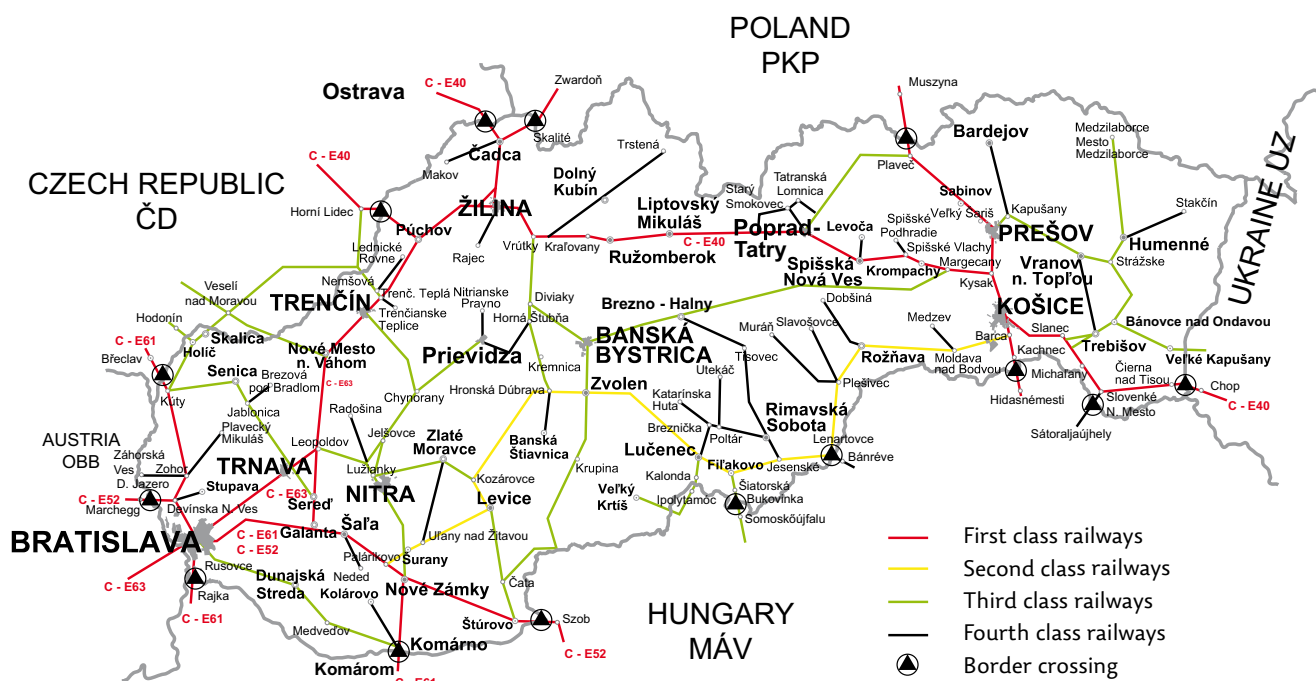 POLAND
PKP
Ostrava
C - E40
Zwardoň
Muszyna
Skalité
Čadca
Makov
Trstená
Bardejov
Medzilaborce
Mesto
Medzilaborce
UKRAINE UZ
CZECH REPUBLIC
ČD
C - E40
Horní Lidec
Púchov
ŽILINA
Dolný
Kubín
Liptovský
Mikuláš
Starý
Smokovec
Tatranská
Lomnica
Plaveč
Sabinov
Veľký Šariš
Kapušany
Stakčín
PREŠOV
Humenné
Strážske
Vranov
n. Topľou
Lednické
Rovne
Rajec
Vrútky
Kraľovany
Ružomberok
C - E40
Poprad-
Tatry
Levoča
Spišské
Podhradie
Spišské Vlachy
Margecany
Krompachy
Spišská
Nová Ves
Kysak
KOŠICE
Nemšová
Trenč. Teplá
Trenčianske
Teplice
TRENČÍN
Veselí
nad Moravou
Hodonín
Skalica
Holíč
Nitrianske
Pravno
Diviaky
Horná Štubňa
Prievidza
Brezno - Halny
BANSKÁ
BYSTRICA
Dobšiná
Muráň
Slavošovce
Medzev
Barca
Slanec
Bánovce nad Ondavou
Trebišov
Veľké Kapušany
C - E61
Břeclav
Kúty
Senica
Brezová
pod Bradlom
Nové Mesto
n. Váhom
C - E63
Kremnica
Hronská Dúbrava
Zvolen
Tisovec
Utekáč
Rožňava
Moldava
nad Bodvou
Kachnec
Michaľany
Čierna
nad Tisou
Chop
C - E40
Hidasnémesti
Slovenké
N. Mesto
Sátoraljaújhely
Plešivec
Chynorany
Radošina
Jablonica
Plavecký
Mikuláš
AUSTRIA
OBB
Záhorská
Ves
Zohor
D. Jazero
TRNAVA
Leopoldov
Jelšovce
Zlaté
Moravce
Lužianky
NITRA
Banská
Štiavnica
Katarínska
Huta
Breznička
Poltár
Rimavská
Sobota
Lenartovce
Bánréve
Lučenec
Fiľakovo
Jesenské
Krupina
Kozárovce
Kalonda
Ipolytamóc
Veľký
Krtíš
Šiatorská
Bukovinka
Somoskőújfalu
Stupava
C - E52
Marchegg
Devínska N. Ves
C - E63
Sereď
Galanta
Šaľa
Levice
Uľany nad Žitavou
BRATISLAVA
C - E61
C - E52
Palárikovo
Šurany
C - E63
Rusovce
Rajka
C - E61
Dunajská
Streda
Neded
Kolárovo
Nové Zámky
Čata
Medveďov
Štúrovo
Szob
C - E52
Komárno
Komárom
C - E61
HUNGARY
MÁV
First class railways
Second class railways
Third class railways
Fourth class railways
Border crossing